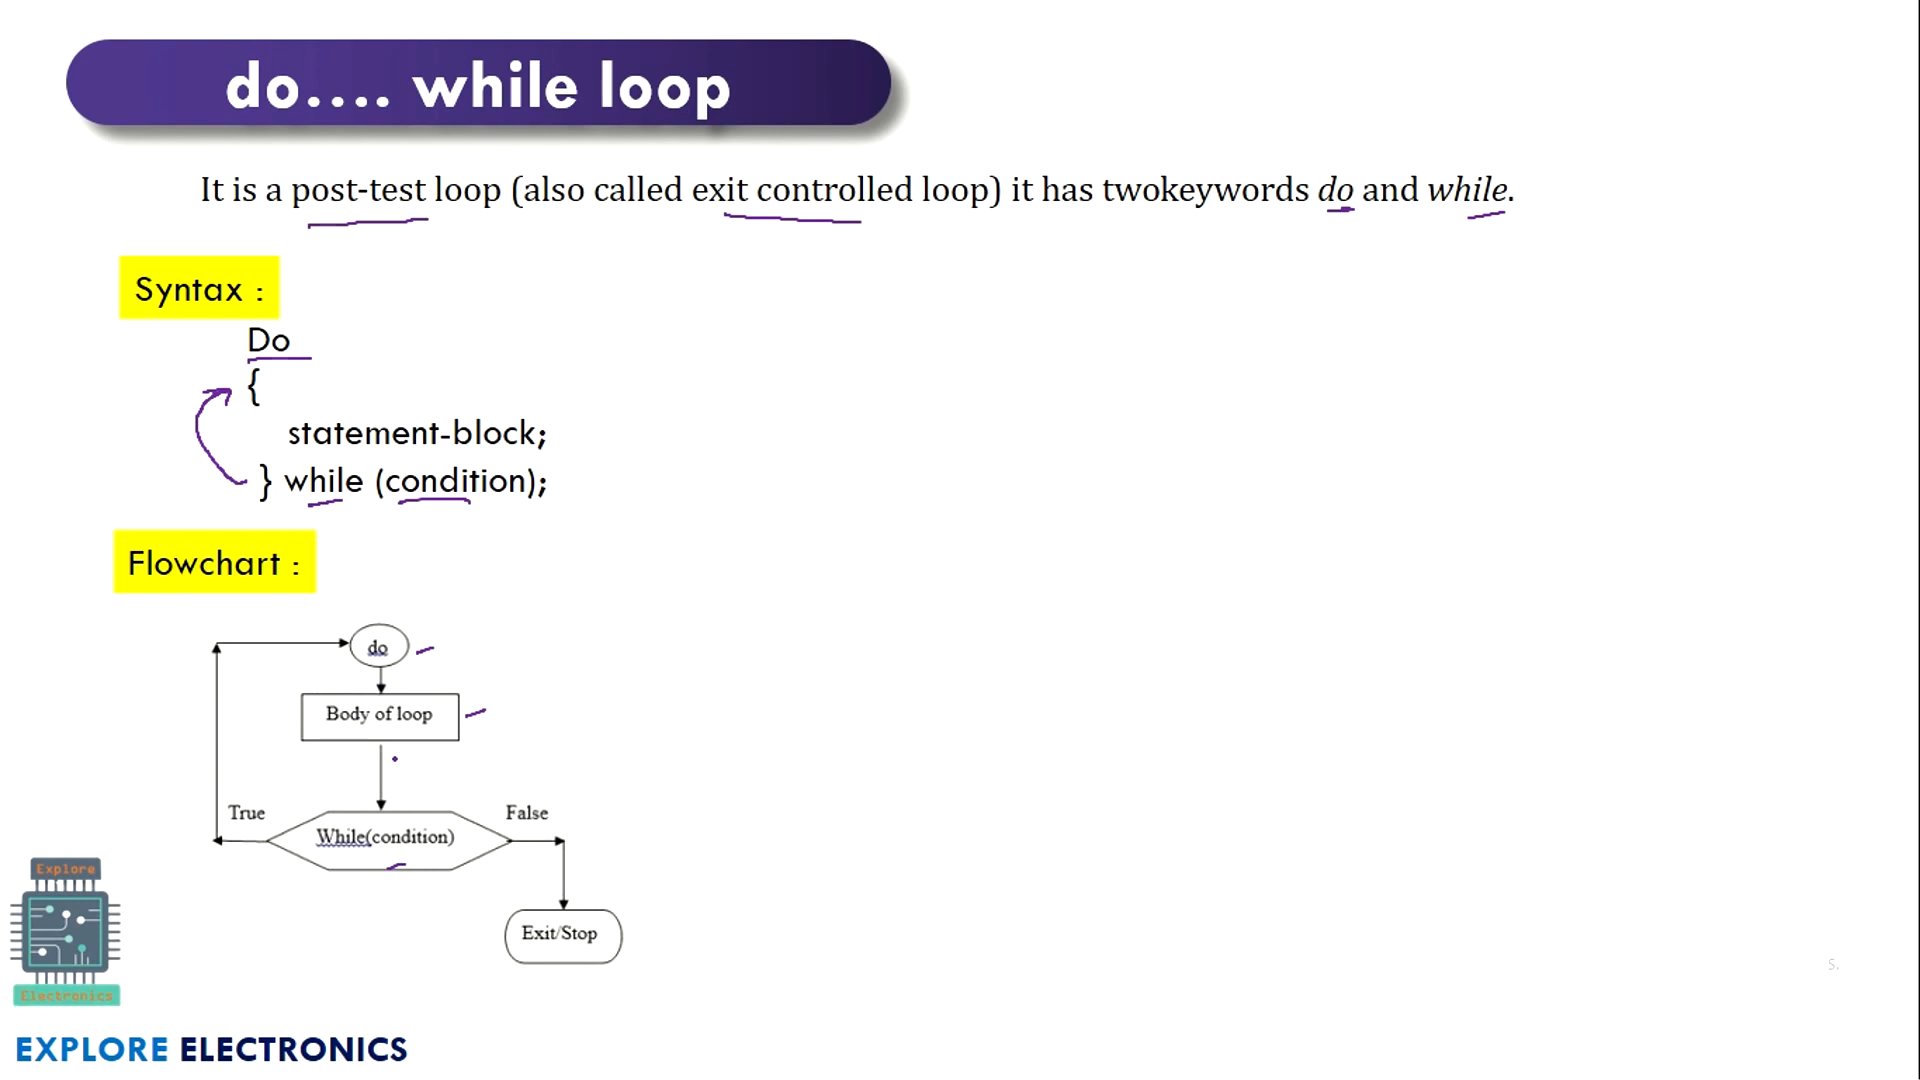 do.... while loop
It is a post-test loop (also called exit controlled loop) it has twokeywords do and while.
Syntax :
Do
{
statement-block;
} while (condition);
Flowchart :
do
Body of loop
True
False
While(condition)
Exit/Stop
Explore
Electronics
EXPLORE ELECTRONICS
S.